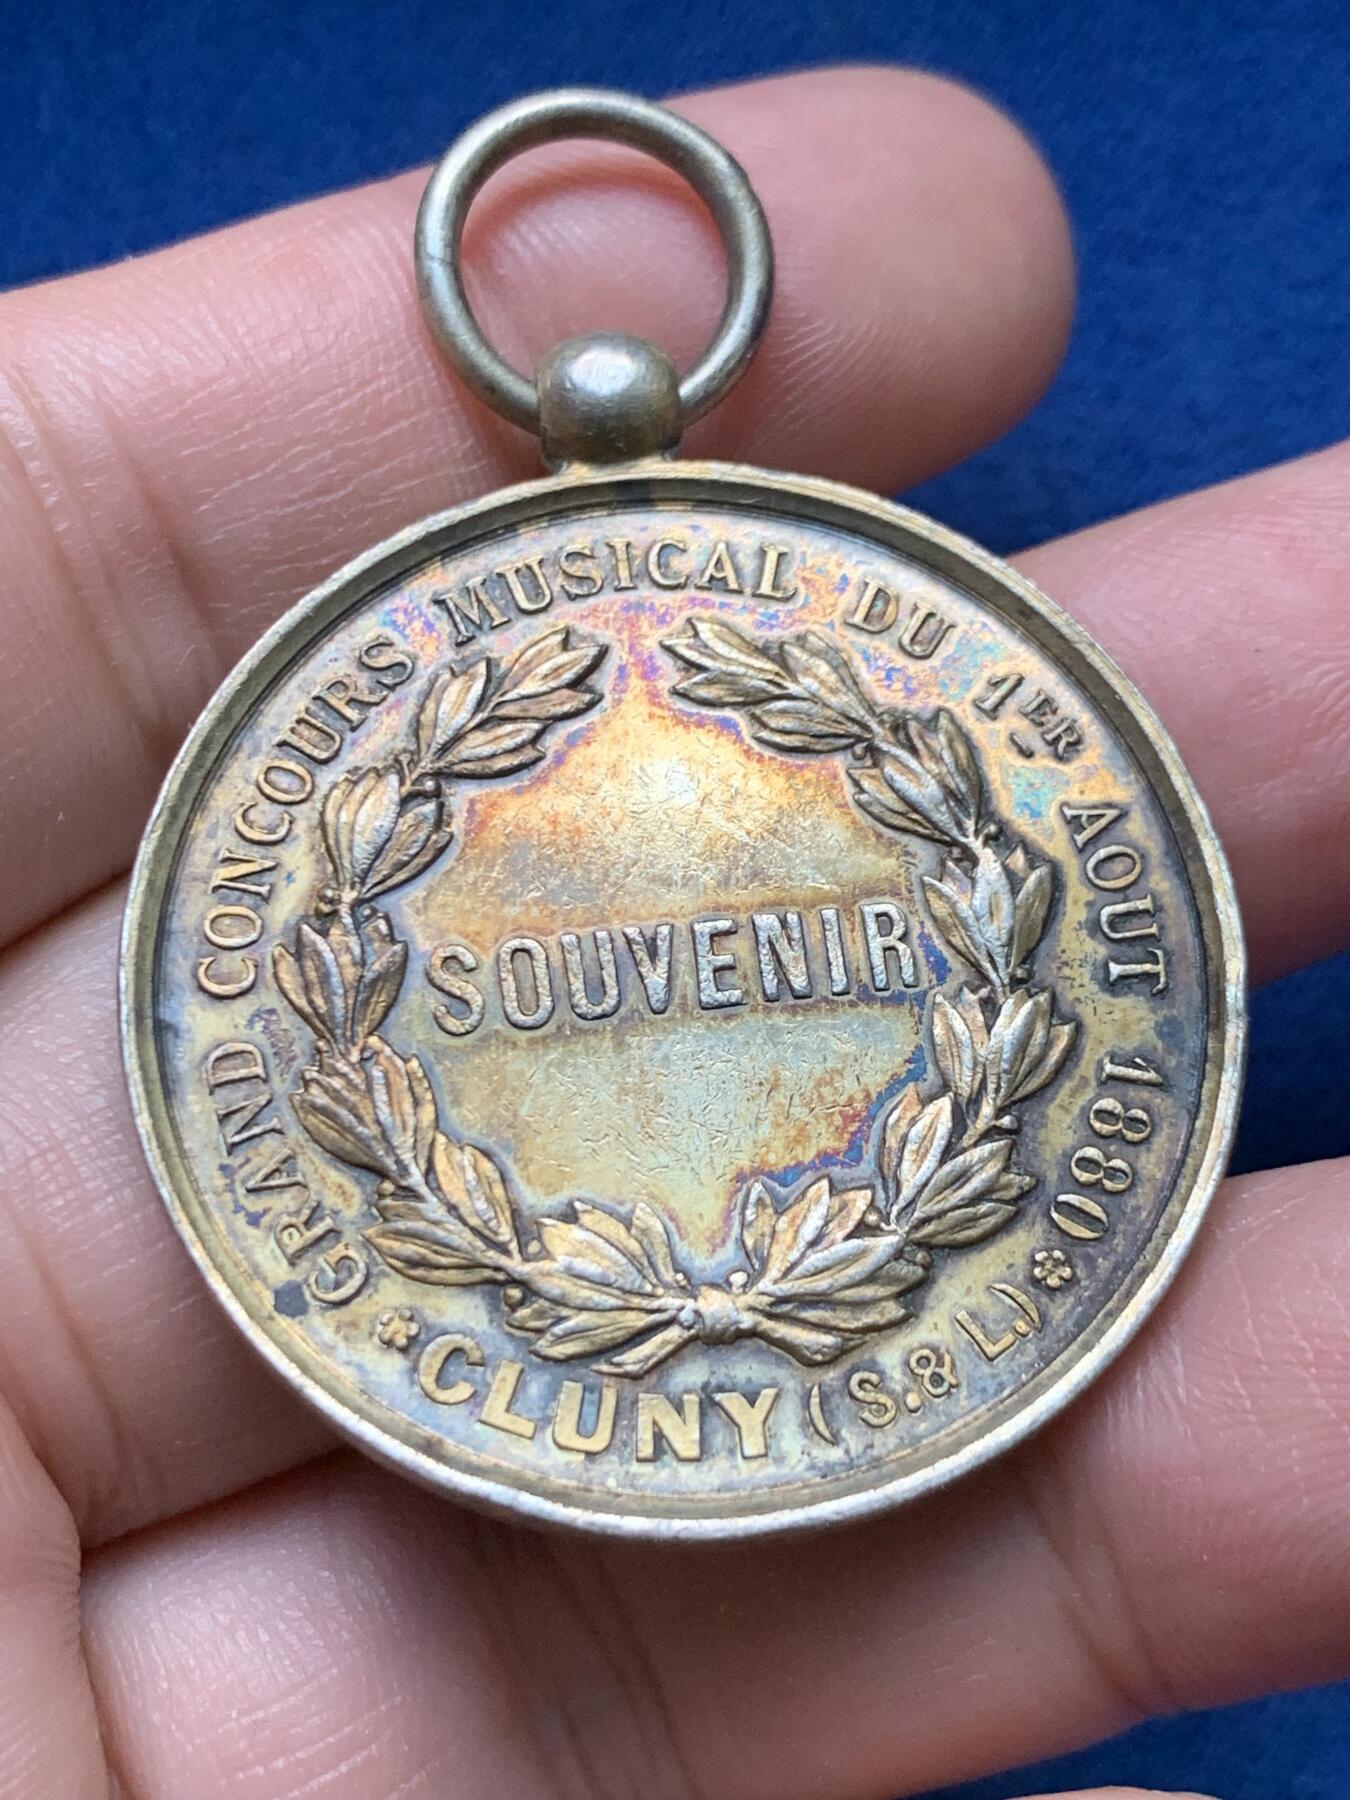 GRAND CONCOURS MUSICAL DU 1ER AOUT 1880
SOUVENIR
CLUNY (S. & L.)